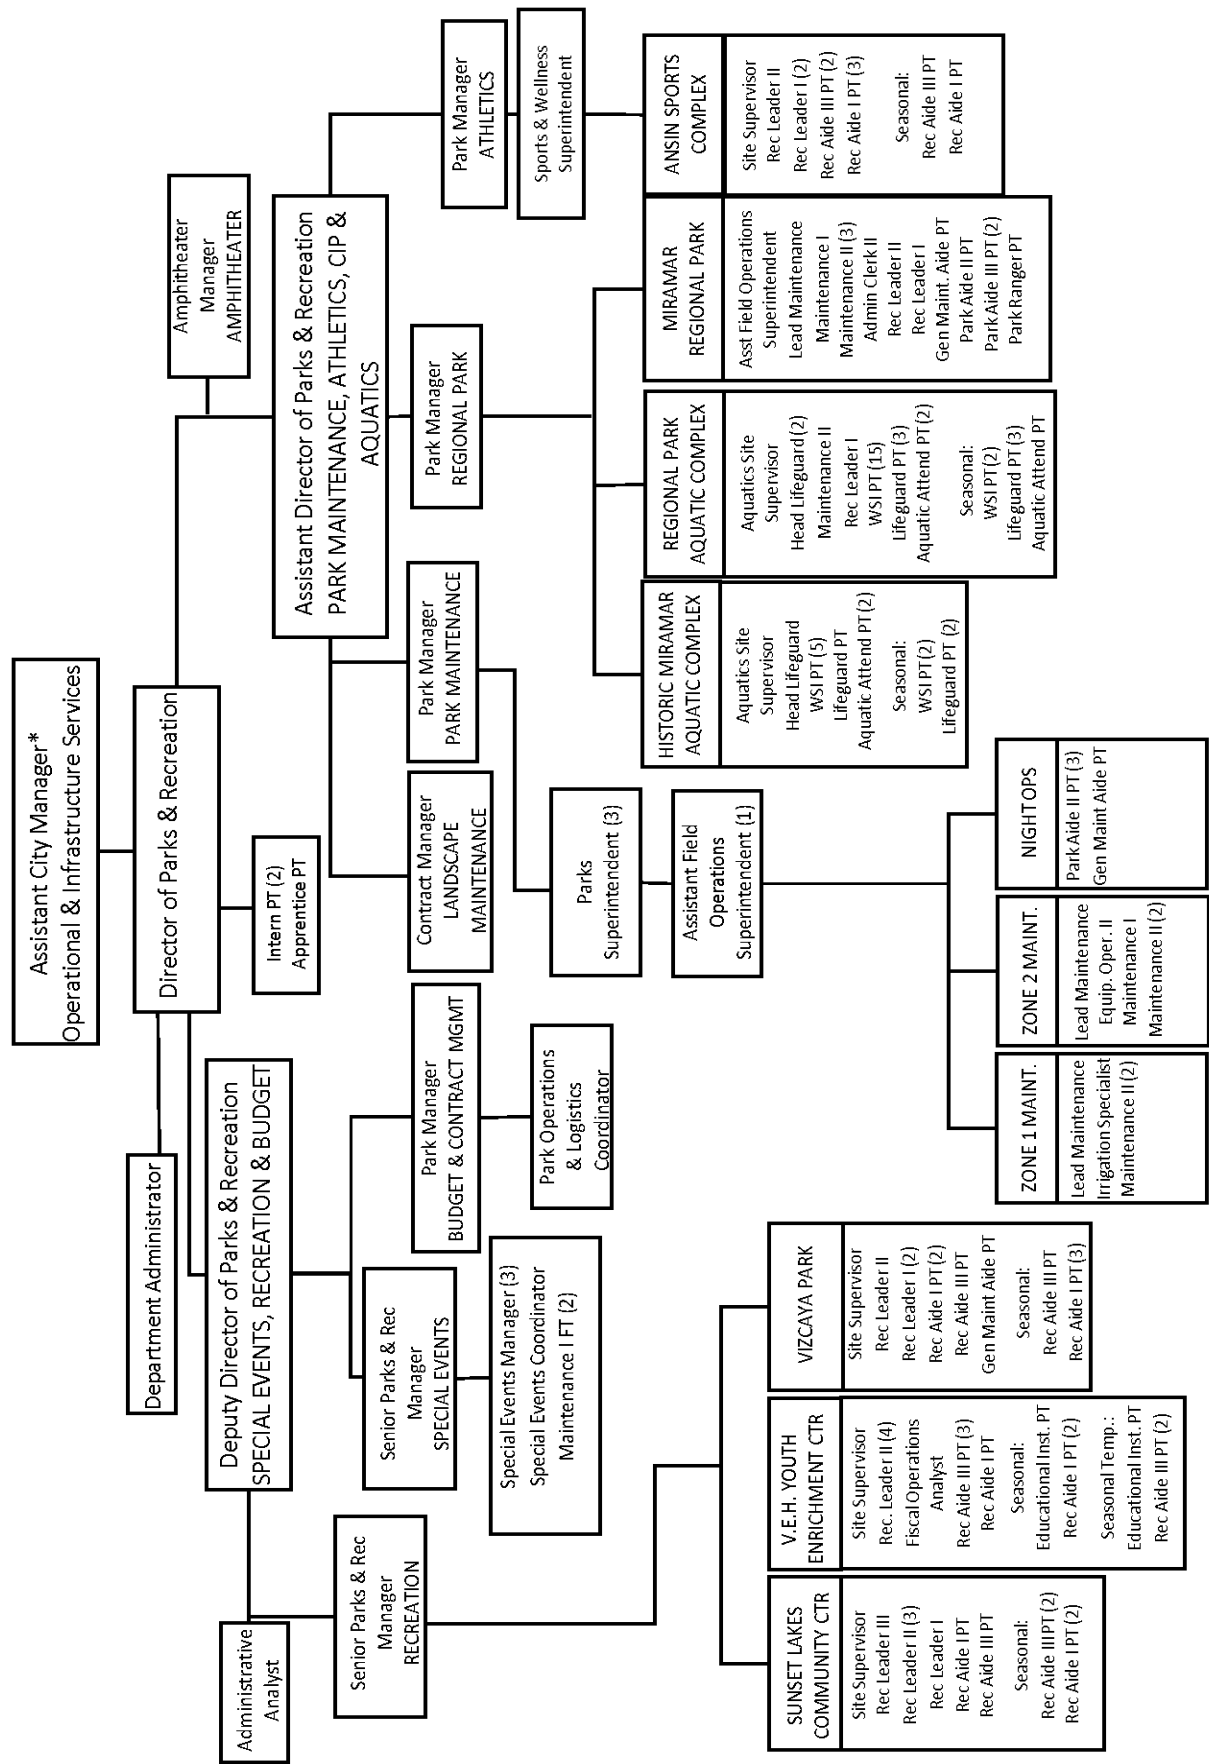 Assistant City Manager*
Operational & Infrastructure Services
Director of Parks & Recreation
Department Administrator
Intern PT (2)
Apprentice PT
Amphitheater
Manager
AMPHITHEATER
Deputy Director of Parks & Recreation
SPECIAL EVENTS, RECREATION & BUDGET
Assistant Director of Parks & Recreation
PARK MAINTENANCE, ATHLETICS, CIP &
AQUATICS
Administrative
Analyst
Senior Parks & Rec
Manager
RECREATION
Senior Parks & Rec
Manager
SPECIAL EVENTS
Park Manager
BUDGET & CONTRACT MGMT
Contract Manager
LANDSCAPE
MAINTENANCE
Park Manager
PARK MAINTENANCE
Park Manager
REGIONAL PARK
Park Manager
ATHLETICS
Special Events Manager (3)
Special Events Coordinator
Maintenance I FT (2)
Park Operations
& Logistics
Coordinator
Parks
Superintendent (3)
Sports & Wellness
Superintendent
Assistant Field
Operations
Superintendent (1)
HISTORIC MIRAMAR
AQUATIC COMPLEX
Aquatics Site
Supervisor
Head Lifeguard
WSI PT (5)
Lifeguard PT
Aquatic Attend PT (2)
Seasonal:
WSI PT (2)
Lifeguard PT (2)
REGIONAL PARK
AQUATIC COMPLEX
Aquatics Site
Supervisor
Head Lifeguard (2)
Maintenance II
Rec Leader I
WSI PT (15)
Lifeguard PT (3)
Aquatic Attend PT (2)
Seasonal:
WSI PT (2)
Lifeguard PT (3)
Aquatic Attend PT
MIRAMAR
REGIONAL PARK
Asst Field Operations
Superintendent
Lead Maintenance
Maintenance I
Maintenance II (3)
Admin Clerk II
Rec Leader II
Rec Leader I
Gen Maint. Aide PT
Park Aide II PT
Park Aide III PT (2)
Park Ranger PT
ANSIN SPORTS
COMPLEX
Site Supervisor
Rec Leader II
Rec Leader I (2)
Rec Aide III PT (2)
Rec Aide I PT (3)
Seasonal:
Rec Aide III PT
Rec Aide I PT
SUNSET LAKES
COMMUNITY CTR
Site Supervisor
Rec Leader III
Rec Leader II (3)
Rec Leader I
Rec Aide I PT
Rec Aide III PT
Seasonal:
Rec Aide III PT (2)
Rec Aide I PT (2)
V.E.H. YOUTH
ENRICHMENT CTR
Site Supervisor
Rec. Leader II (4)
Fiscal Operations
Analyst
Rec Aide III PT (3)
Rec Aide I PT
Seasonal:
Educational Inst. PT
Rec Aide I PT (2)
Seasonal Temp.:
Educational Inst. PT
Rec Aide III PT (2)
VIZCAYA PARK
Site Supervisor
Rec Leader II
Rec Leader I (2)
Rec Aide I PT (2)
Rec Aide III PT
Gen Maint Aide PT
Seasonal:
Rec Aide III PT
Rec Aide I PT (3)
ZONE 1 MAINT.
Lead Maintenance
Irrigation Specialist
Maintenance II (2)
ZONE 2 MAINT.
Lead Maintenance
Equip. Oper. II
Maintenance I
Maintenance II (2)
NIGHT OPS
Park Aide II PT (3)
Gen Maint Aide PT